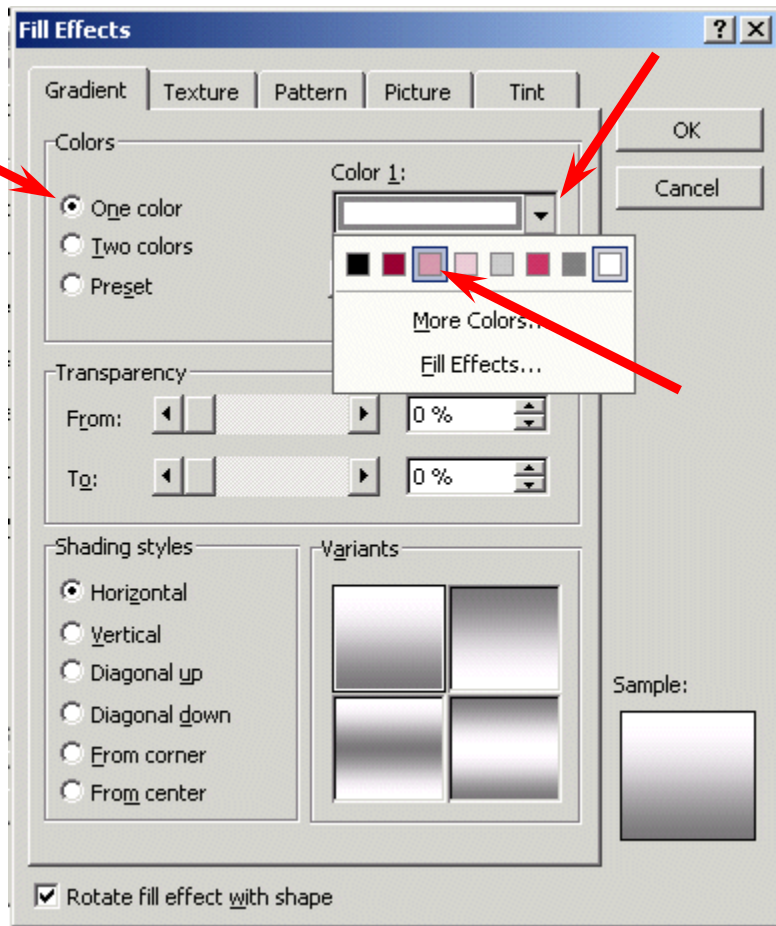 Fill Effects
Gradient Texture Pattern Picture Tint
OK
Cancel
Colors
Color 1:
One color
Two colors
Preset
More Colors...
Fill Effects...
Transparency
From: 0 %
To: 0 %
Shading styles
Horizontal
Vertical
Diagonal up
Diagonal down
From corner
From center
Variants
Sample:
Rotate fill effect with shape